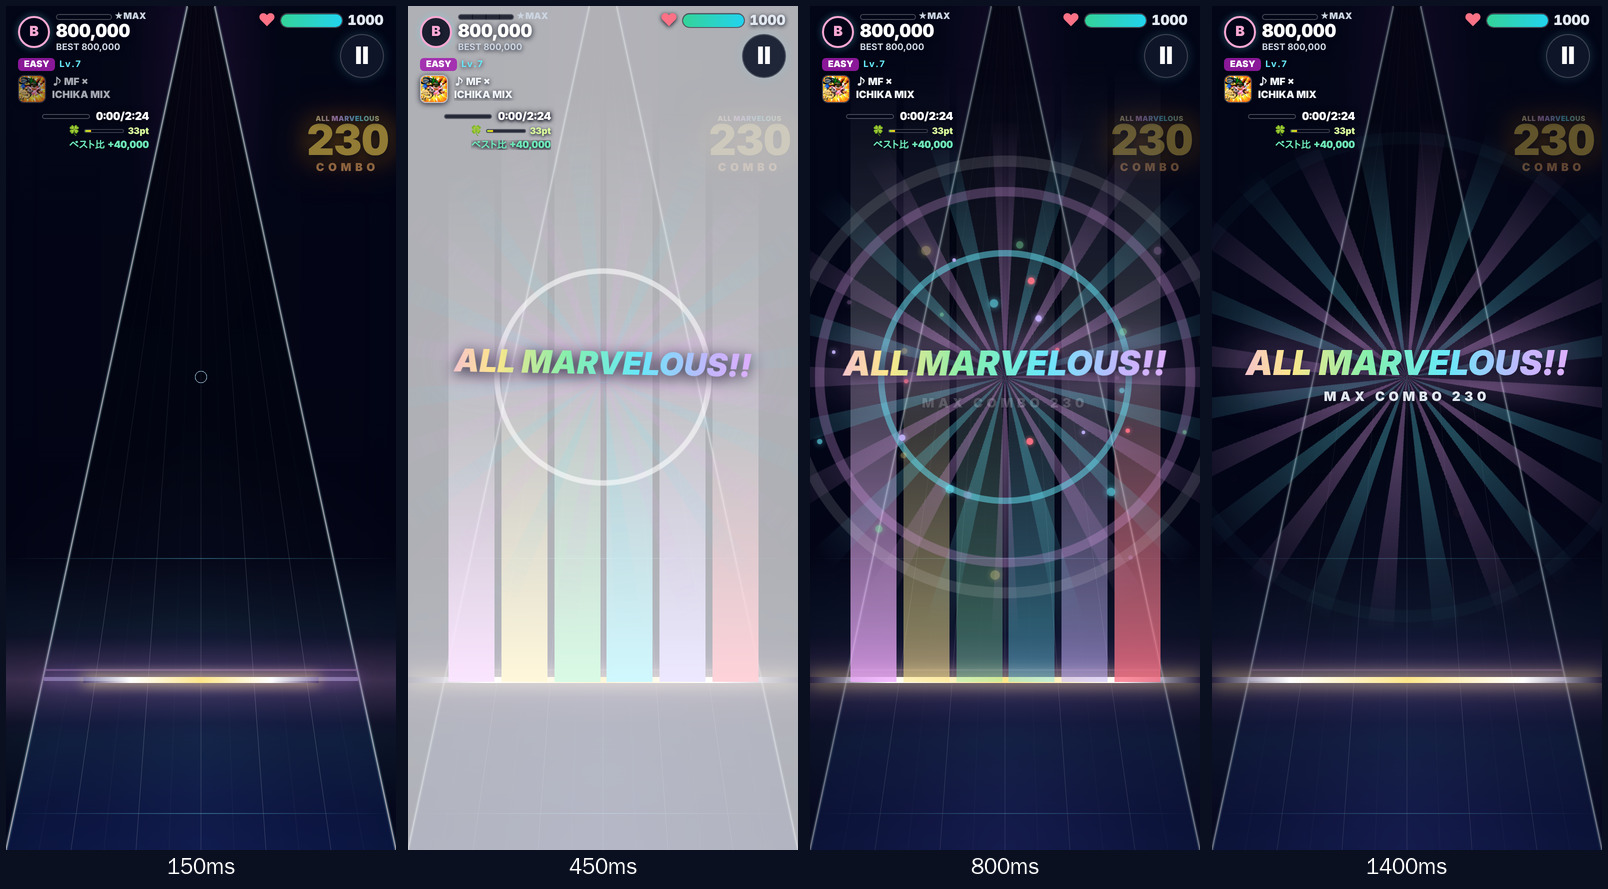 ★MAX
B
800,000
BEST 800,000
1000
EASY Lv.7
♪ MF ×
ICHIKA MIX
0:00/2:24
33pt
ベスト比 +40,000
ALL MARVELOUS
230
COMBO
150ms
★MAX
B
800,000
BEST 800,000
1000
EASY Lv.7
♪ MF ×
ICHIKA MIX
0:00/2:24
33pt
ベスト比 +40,000
ALL MARVELOUS
230
COMBO
ALL MARVELOUS!!
450ms
★MAX
B
800,000
BEST 800,000
1000
EASY Lv.7
♪ MF ×
ICHIKA MIX
0:00/2:24
33pt
ベスト比 +40,000
ALL MARVELOUS
230
COMBO
ALL MARVELOUS!!
MAX COMBO 230
800ms
★MAX
B
800,000
BEST 800,000
1000
EASY Lv.7
♪ MF ×
ICHIKA MIX
0:00/2:24
33pt
ベスト比 +40,000
ALL MARVELOUS
230
COMBO
ALL MARVELOUS!!
MAX COMBO 230
1400ms